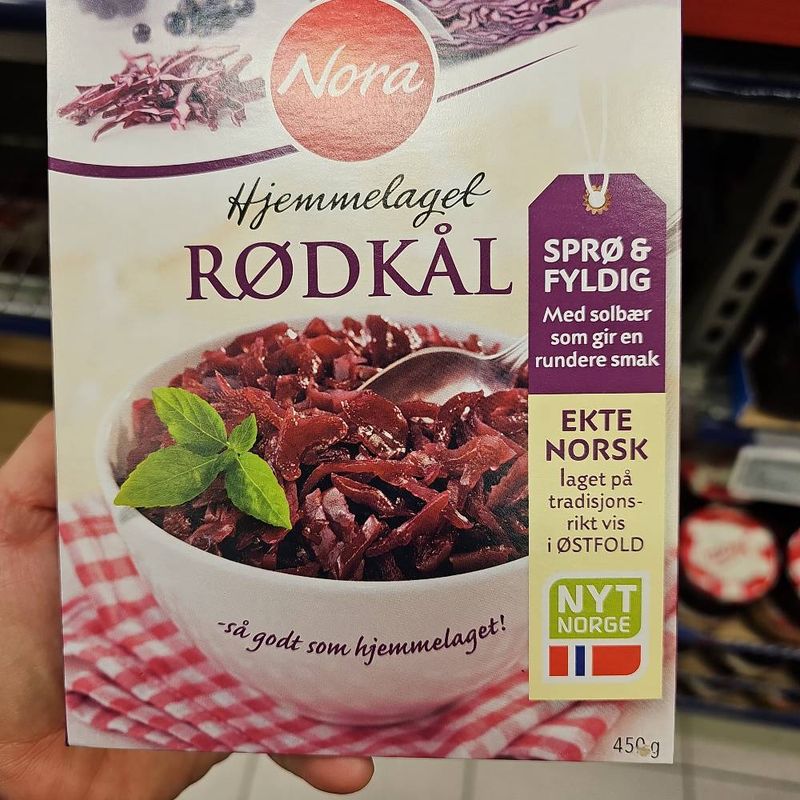 Nora
Hjemmelaget
RØDKÅL
SPRØ &
FYLDIG
Med solbær
som gir en
rundere smak
EKTE
NORSK
laget på
tradisjons-
rikt vis
i ØSTFOLD
NYT
NORGE
-så godt som hjemmelaget!
450 g